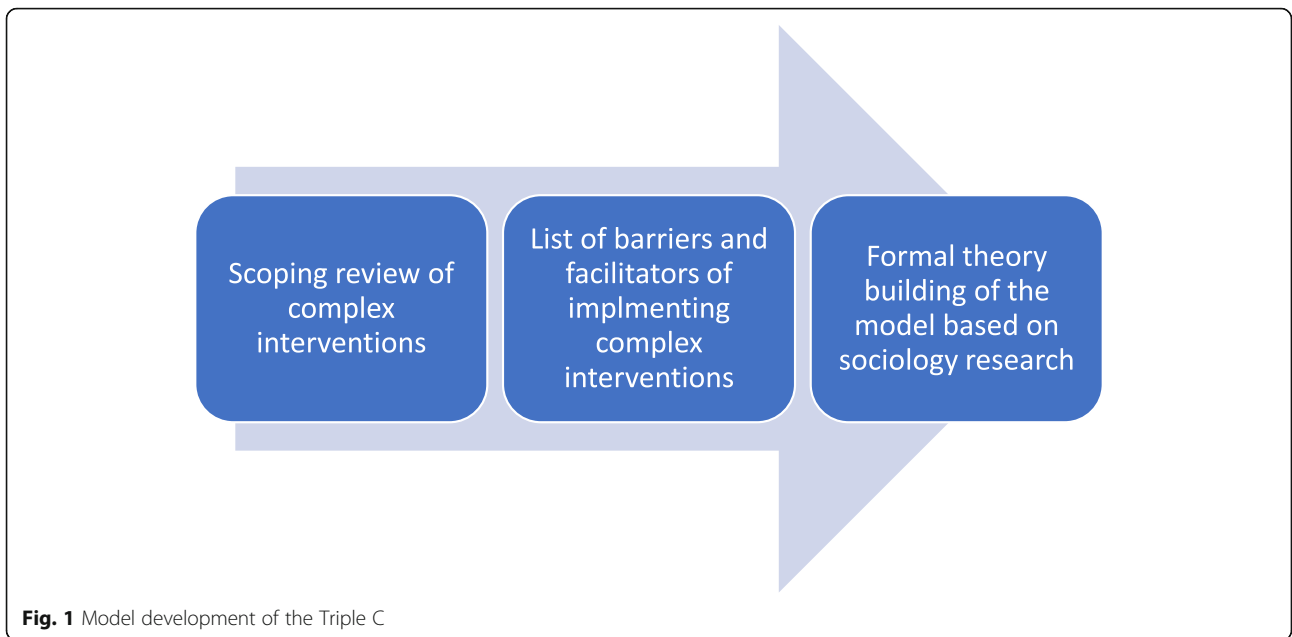 Scoping review of
complex
interventions
List of barriers and
facilitators of
implmenting
complex
interventions
Formal theory
building of the
model based on
sociology research
Fig. 1 Model development of the Triple C